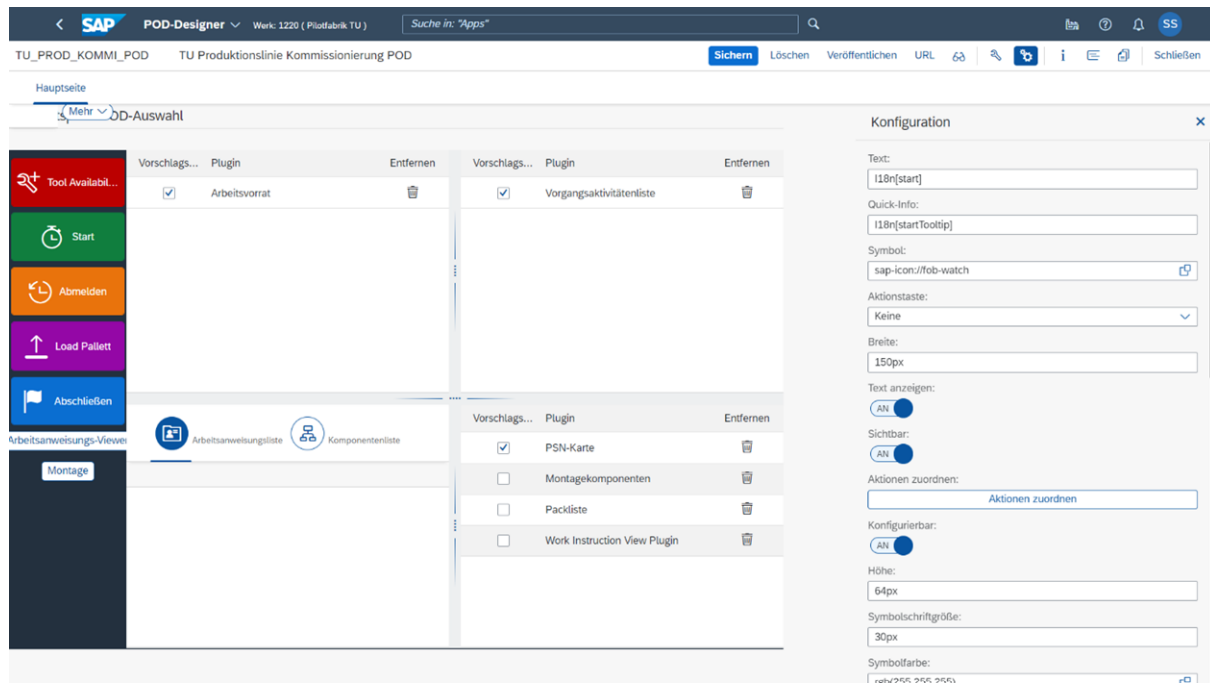 SAP POD-Designer Werk: 1220 ( Pilotfabrik TU ) Suche in: "Apps" SS
TU_PROD_KOMMI_POD TU Produktionslinie Kommissionierung POD Sichern Löschen Veröffentlichen URL Schließen
Hauptseite
Mehr
OD-Auswahl
Tool Availabil...
Start
Abmelden
Load Pallett
Abschließen
Arbeitsanweisungs-Viewer
Montage
Vorschlags... Plugin Entfernen
Arbeitsvorrat
Vorschlags... Plugin Entfernen
Vorgangsaktivitätenliste
Arbeitsanweisungsliste Komponentenliste
Vorschlags... Plugin Entfernen
PSN-Karte
Montagekomponenten
Packliste
Work Instruction View Plugin
Konfiguration
Text:
I18n[start]
Quick-Info:
I18n[startTooltip]
Symbol:
sap-icon://fob-watch
Aktionstaste:
Keine
Breite:
150px
Text anzeigen:
AN
Sichtbar:
AN
Aktionen zuordnen:
Aktionen zuordnen
Konfigurierbar:
AN
Höhe:
64px
Symbolschriftgröße:
30px
Symbolfarbe:
rgb(255,255,255)